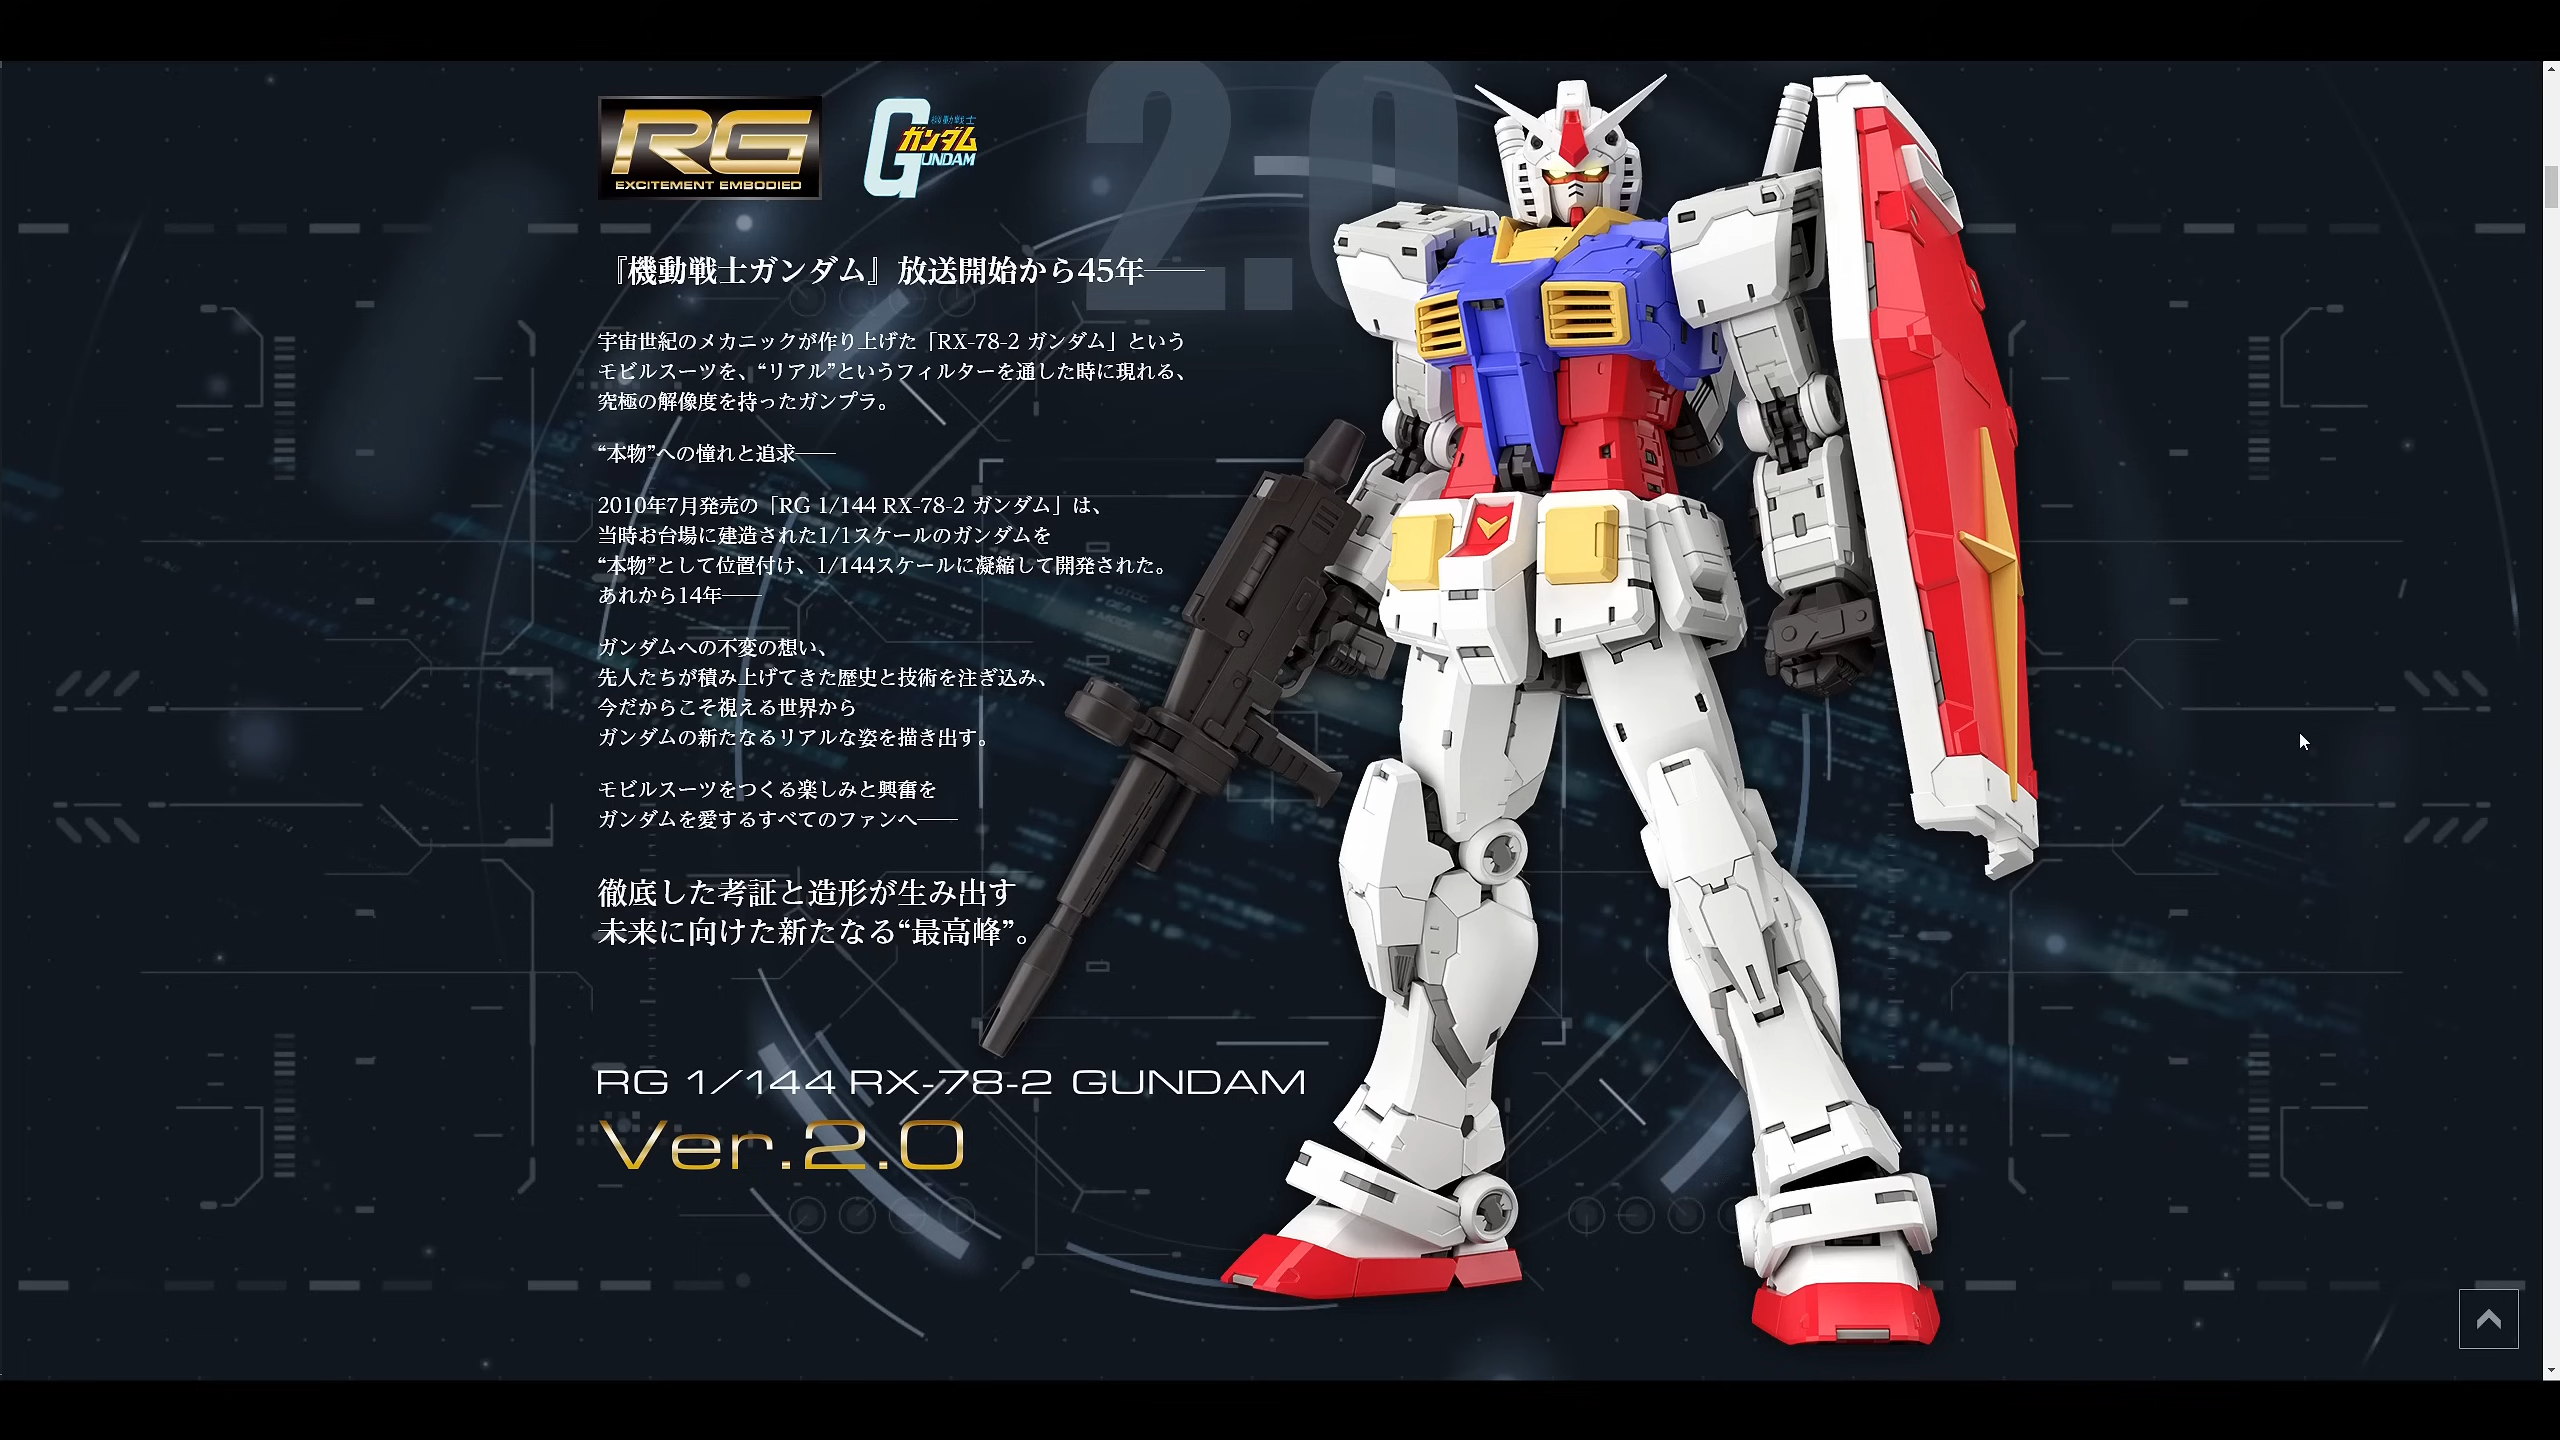 2.0
RG
EXCITEMENT EMBODIED
機動戦士
ガンダム
GUNDAM
『機動戦士ガンダム』放送開始から45年──
宇宙世紀のメカニックが作り上げた「RX-78-2 ガンダム」という
モビルスーツを、“リアル”というフィルターを通した時に現れる、
究極の解像度を持ったガンプラ。
“本物”への憧れと追求──
2010年7月発売の「RG 1/144 RX-78-2 ガンダム」は、
当時お台場に建造された1/1スケールのガンダムを
“本物”として位置付け、1/144スケールに凝縮して開発された。
あれから14年──
ガンダムへの不変の想い、
先人たちが積み上げてきた歴史と技術を注ぎ込み、
今だからこそ視える世界から
ガンダムの新たなるリアルな姿を描き出す。
モビルスーツをつくる楽しみと興奮を
ガンダムを愛するすべてのファンへ──
徹底した考証と造形が生み出す
未来に向けた新たなる“最高峰”。
RG 1/144 RX-78-2 GUNDAM
Ver.2.0